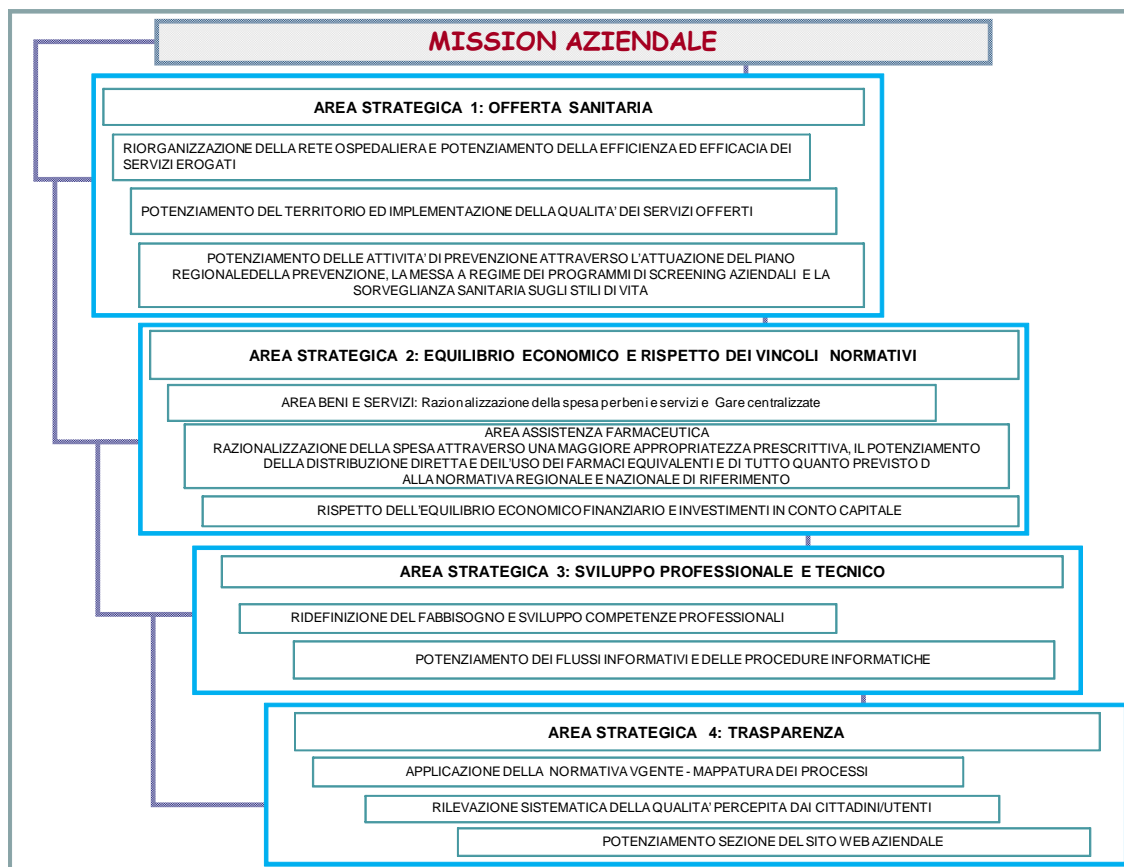 MISSION AZIENDALE
AREA STRATEGICA 1: OFFERTA SANITARIA
RIORGANIZZAZIONE DELLA RETE OSPEDALIERA E POTENZIAMENTO DELLA EFFICIENZA ED EFFICACIA DEI
SERVIZI EROGATI
POTENZIAMENTO DEL TERRITORIO ED IMPLEMENTAZIONE DELLA QUALITA' DEI SERVIZI OFFERTI
POTENZIAMENTO DELLE ATTIVITA' DI PREVENZIONE ATTRAVERSO L'ATTUAZIONE DEL PIANO
REGIONALEDELLA PREVENZIONE, LA MESSA A REGIME DEI PROGRAMMI DI SCREENING AZIENDALI E LA
SORVEGLIANZA SANITARIA SUGLI STILI DI VITA
AREA STRATEGICA 2: EQUILIBRIO ECONOMICO E RISPETTO DEI VINCOLI NORMATIVI
AREA BENI E SERVIZI: Razionalizzazione della spesa per beni e servizi e Gare centralizzate
AREA ASSISTENZA FARMACEUTICA
RAZIONALIZZAZIONE DELLA SPESA ATTRAVERSO UNA MAGGIORE APPROPRIATEZZA PRESCRITTIVA, IL POTENZIAMENTO
DELLA DISTRIBUZIONE DIRETTA E DEIL'USO DEI FARMACI EQUIVALENTI E DI TUTTO QUANTO PREVISTO D
ALLA NORMATIVA REGIONALE E NAZIONALE DI RIFERIMENTO
RISPETTO DELL'EQUILIBRIO ECONOMICO FINANZIARIO E INVESTIMENTI IN CONTO CAPITALE
AREA STRATEGICA 3: SVILUPPO PROFESSIONALE E TECNICO
RIDEFINIZIONE DEL FABBISOGNO E SVILUPPO COMPETENZE PROFESSIONALI
POTENZIAMENTO DEI FLUSSI INFORMATIVI E DELLE PROCEDURE INFORMATICHE
AREA STRATEGICA 4: TRASPARENZA
APPLICAZIONE DELLA NORMATIVA VGENTE - MAPPATURA DEI PROCESSI
RILEVAZIONE SISTEMATICA DELLA QUALITA' PERCEPITA DAI CITTADINI/UTENTI
POTENZIAMENTO SEZIONE DEL SITO WEB AZIENDALE